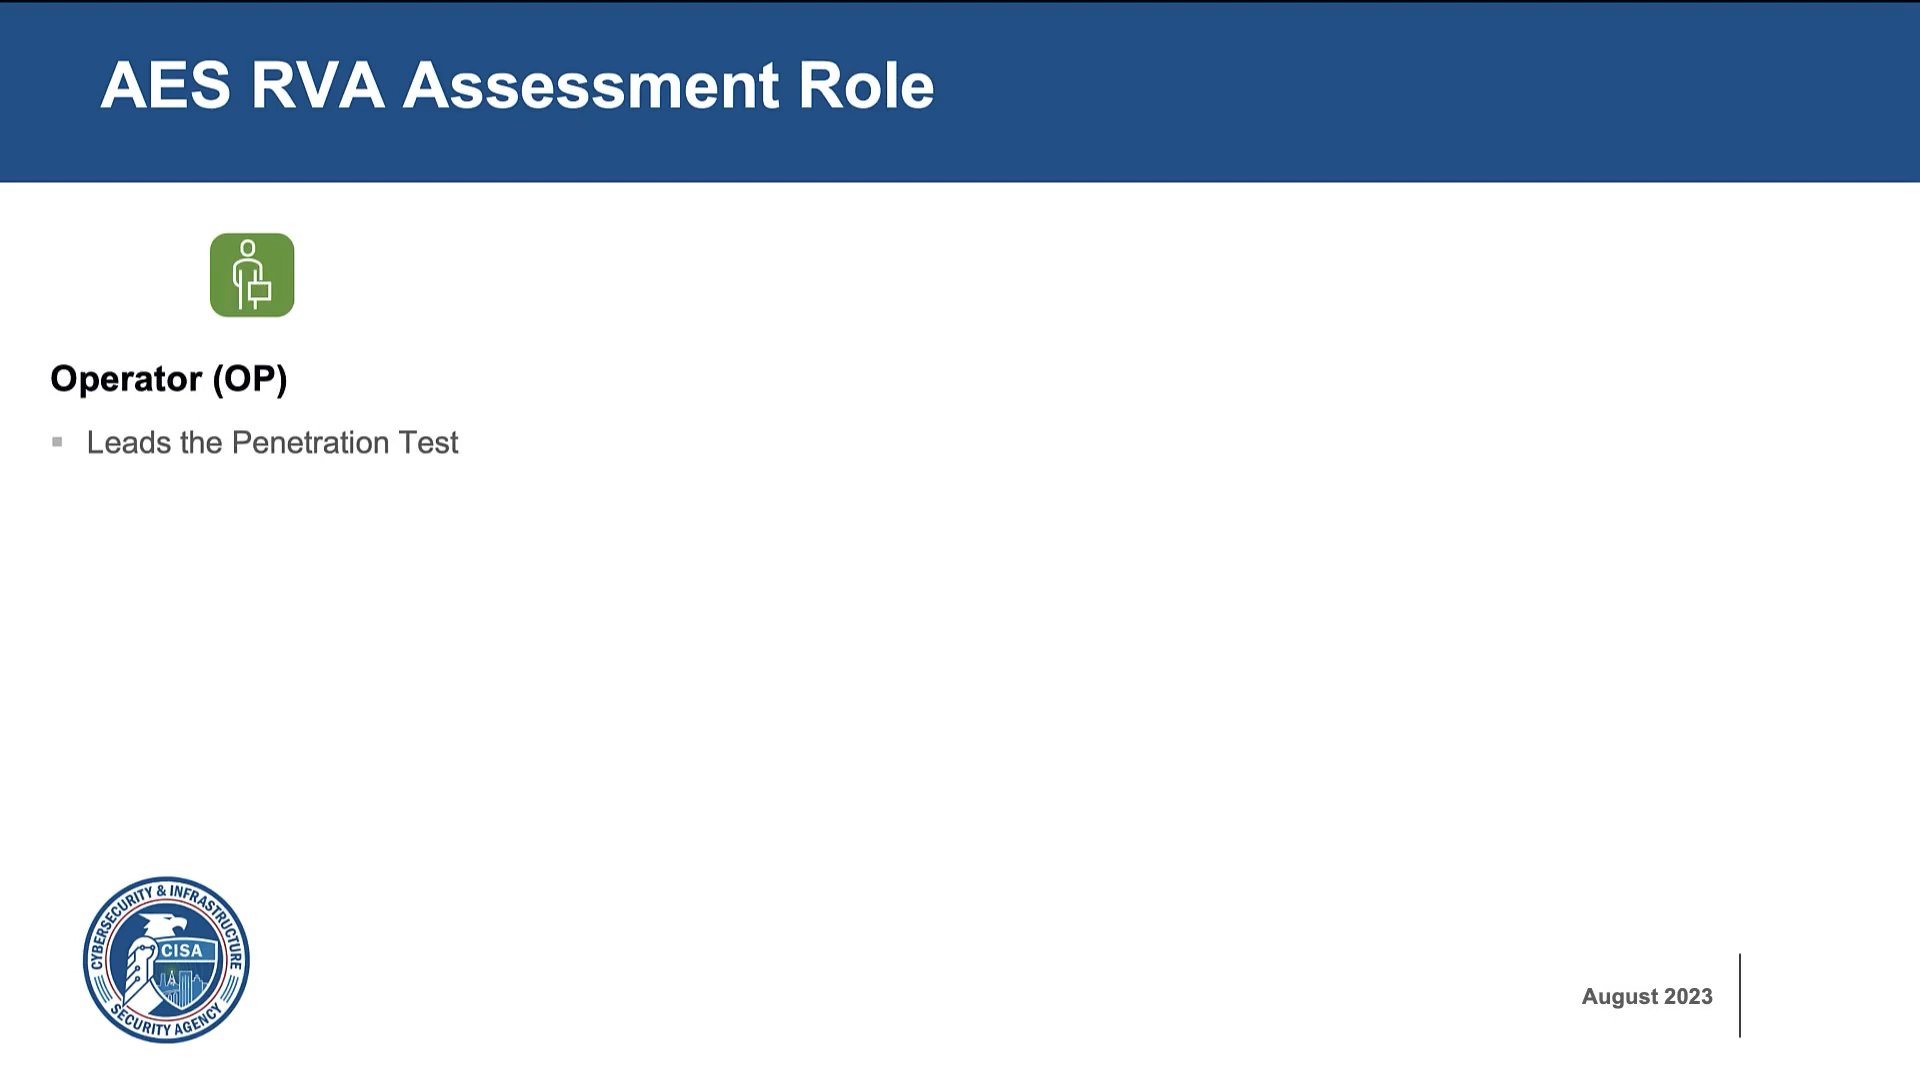 AES RVA Assessment Role
Operator (OP)
Leads the Penetration Test
CYBERSECURITY & INFRASTRUCTURE
CISA
SECURITY AGENCY
August 2023